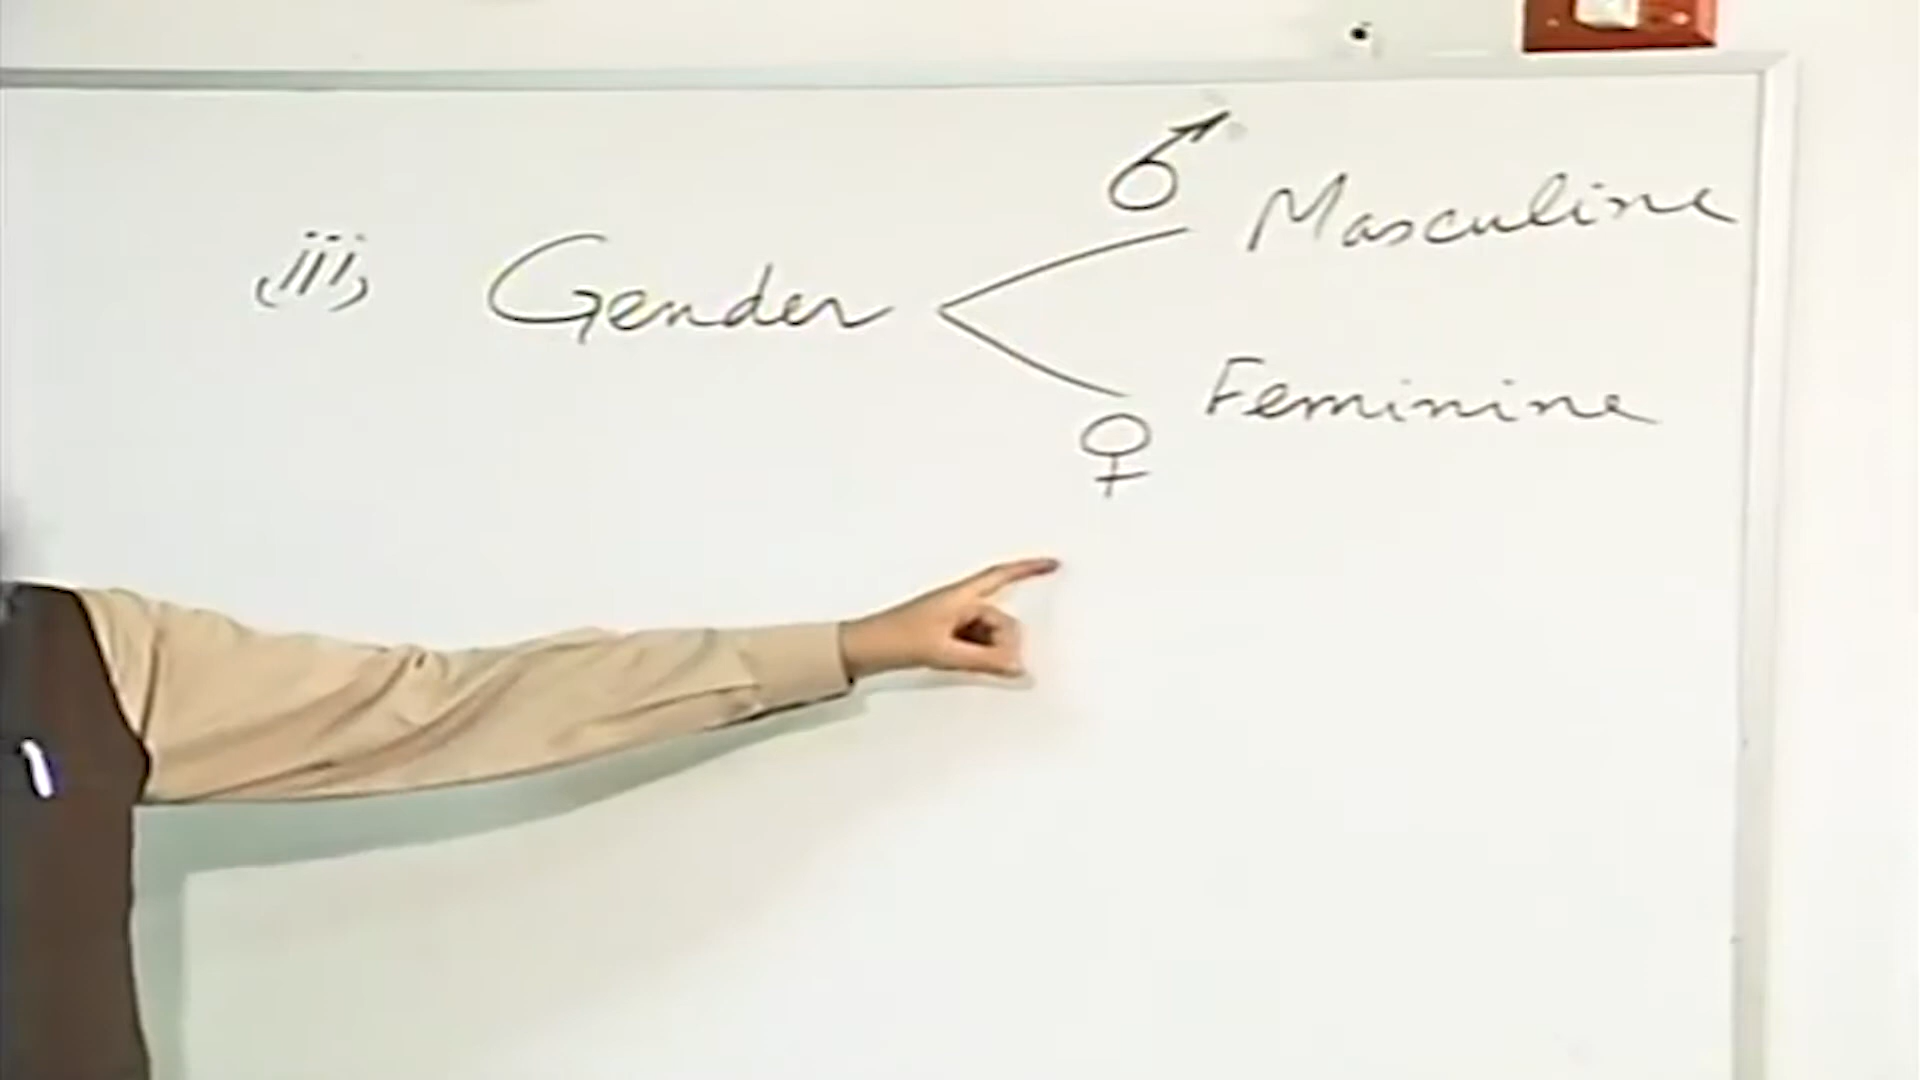 ♂ Masculine
(iii) Gender
♀ Feminine